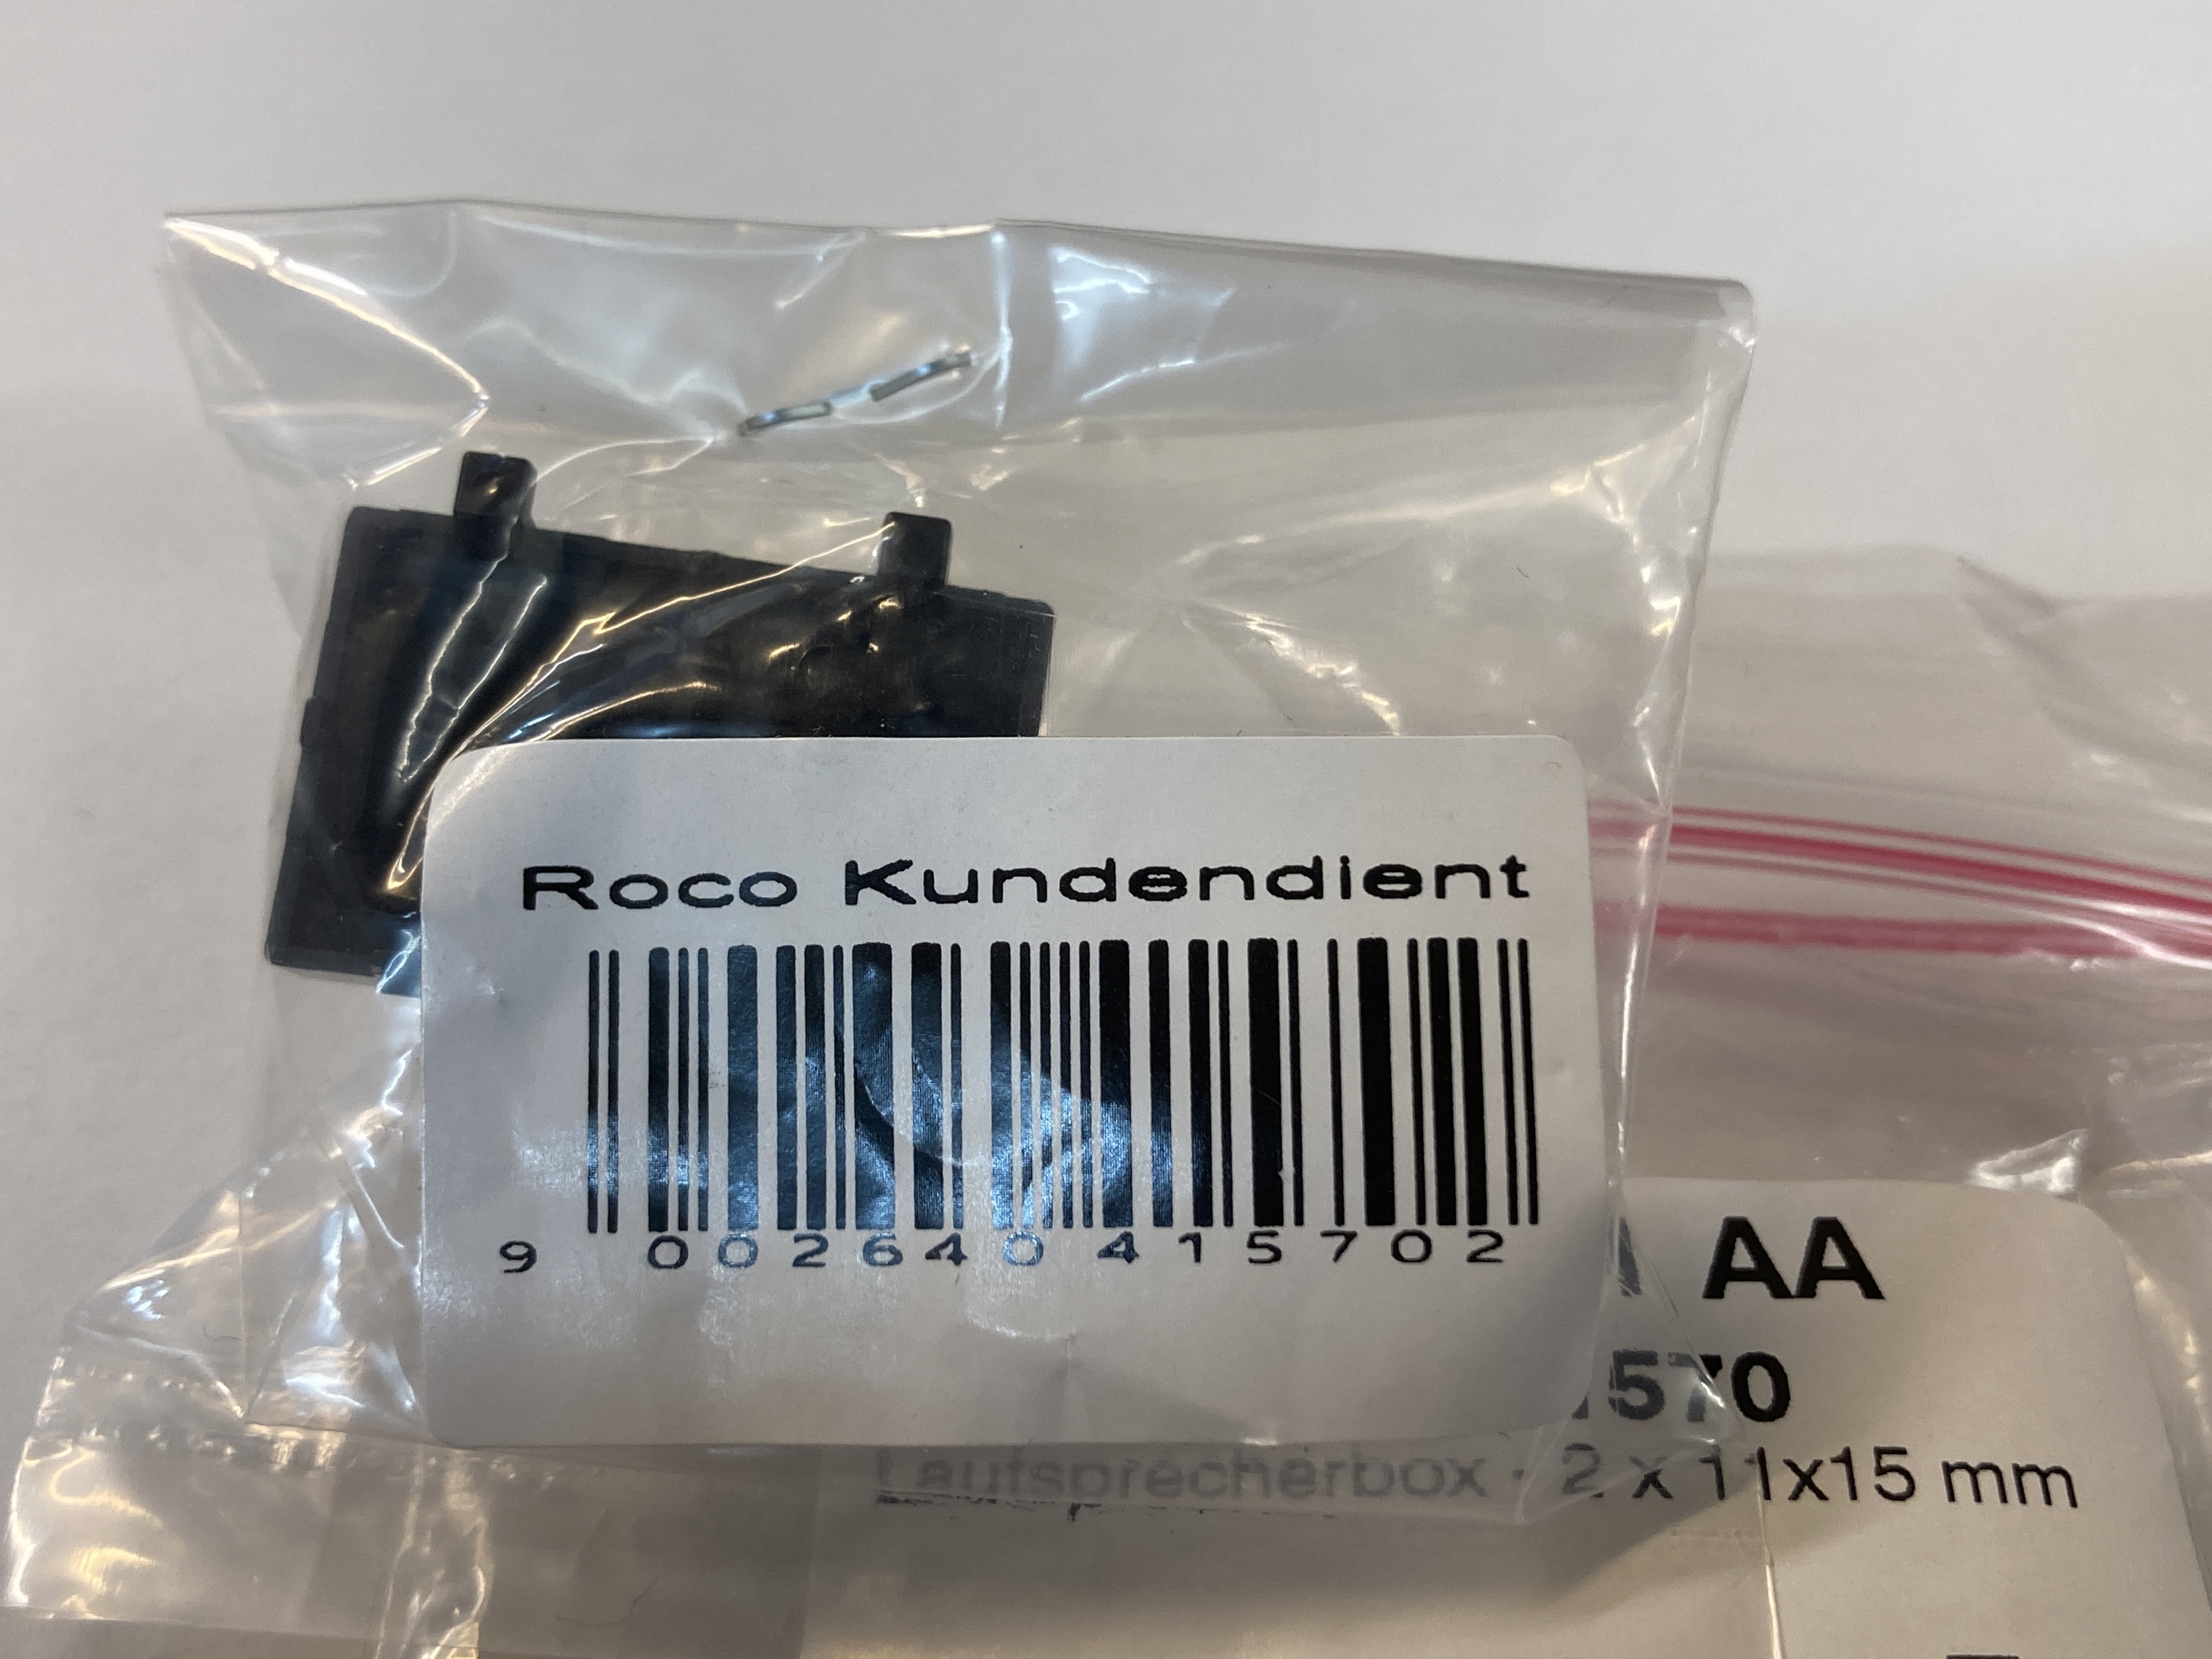 Roco Kundendient
9 002640 415702
AA
570
Lautsprecherbox - 2 x 11x15 mm